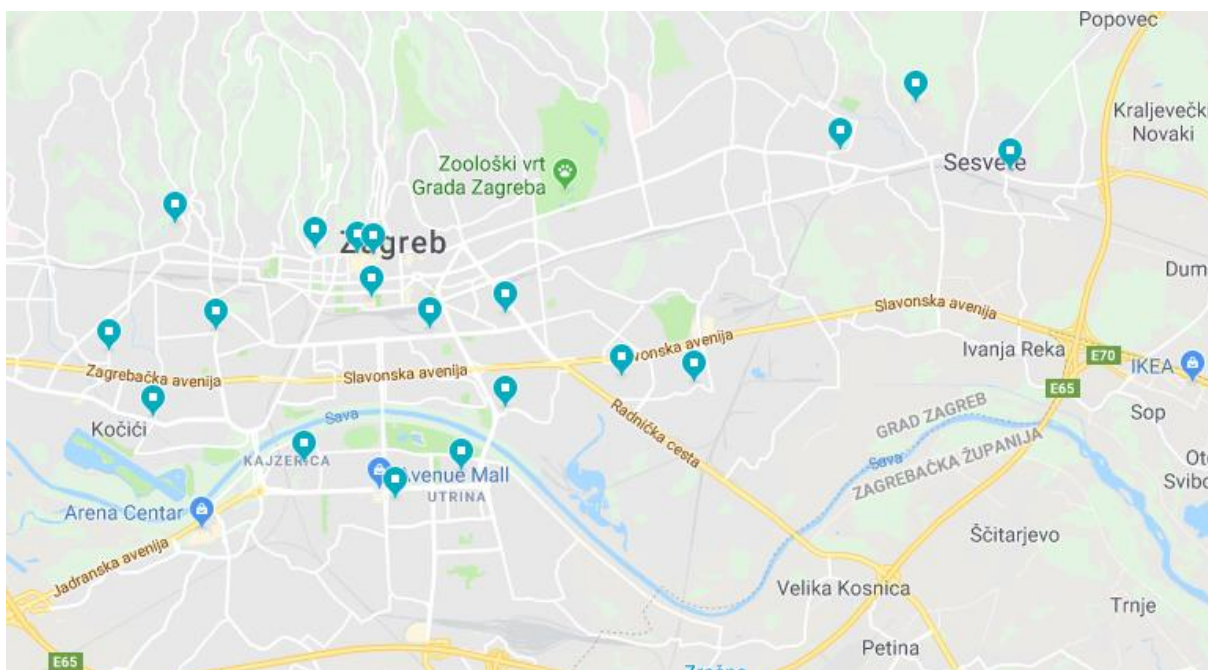 Popovec
Kraljevečki
Novaki
Sesvete
Zoološki vrt
Grada Zagreba
Zagreb
Dum
Slavonska avenija
Slavonska avenija
Ivanja Reka
E70
IKEA
E65
Zagrebačka avenija
Slavonska avenija
Radnička cesta
Sop
GRAD ZAGREB
Kočići
Sava
KAJZERICA
Sava
ZAGREBAČKA ŽUPANIJA
Oto
Svibo
Avenue Mall
UTRINA
Arena Centar
Jadranska avenija
Ščitarjevo
Velika Kosnica
Trnje
Petina
E65